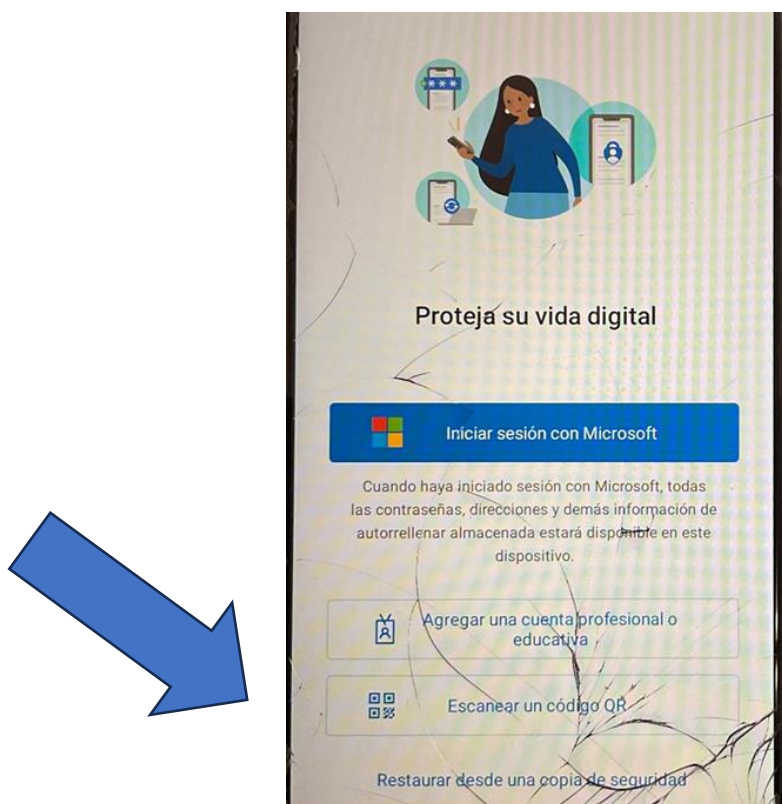 Proteja su vida digital
Iniciar sesión con Microsoft
Cuando haya iniciado sesión con Microsoft, todas
las contraseñas, direcciones y demás información de
autorrellenar almacenada estará disponible en este
dispositivo.
Agregar una cuenta profesional o
educativa
Escanear un código QR
Restaurar desde una copia de seguridad